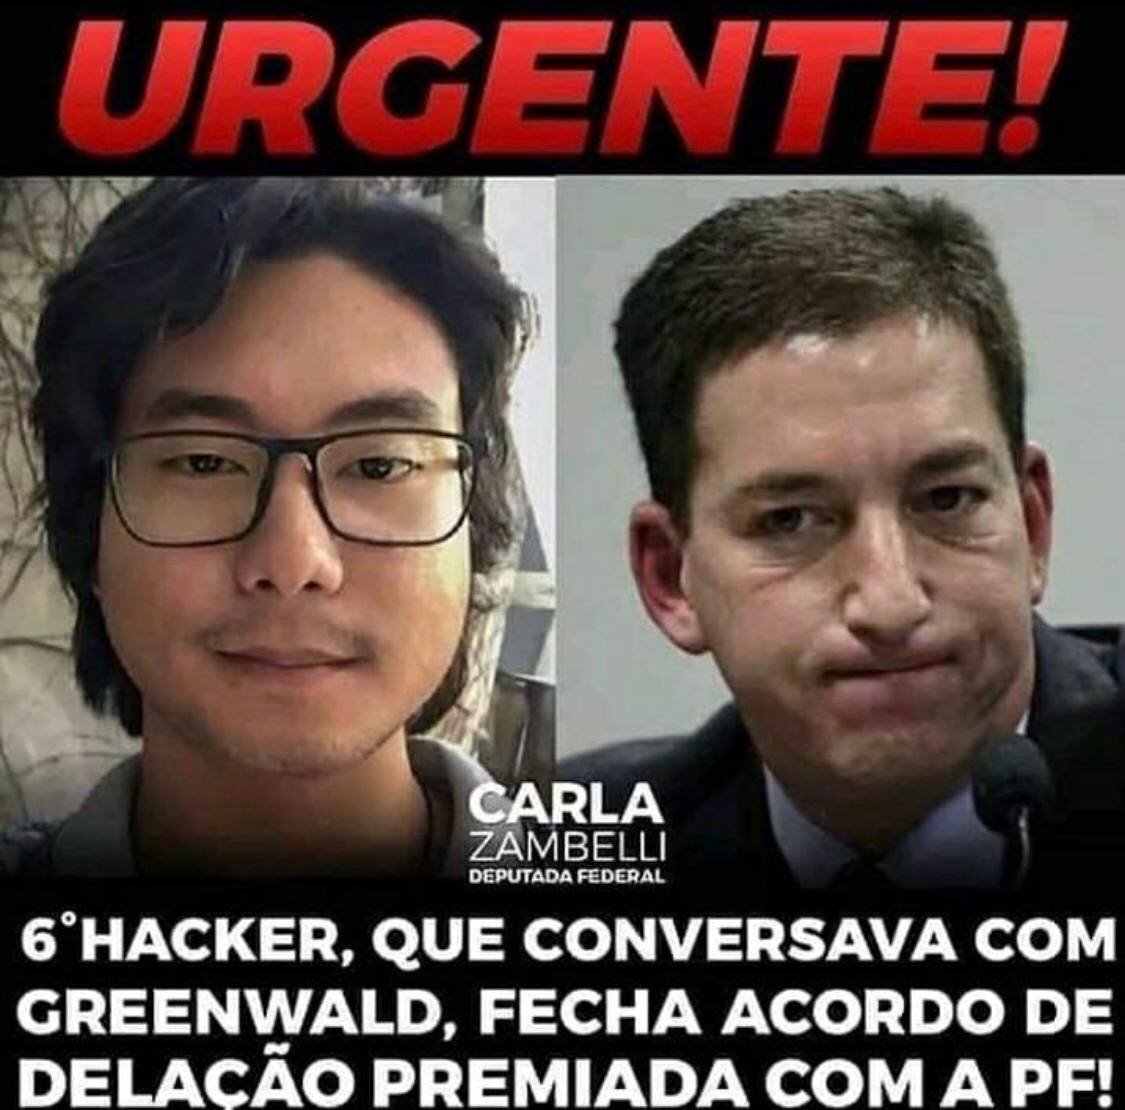 URGENTE!
CARLA
ZAMBELLI
DEPUTADA FEDERAL
6°HACKER, QUE CONVERSAVA COM
GREENWALD, FECHA ACORDO DE
DELAÇÃO PREMIADA COM A PF!